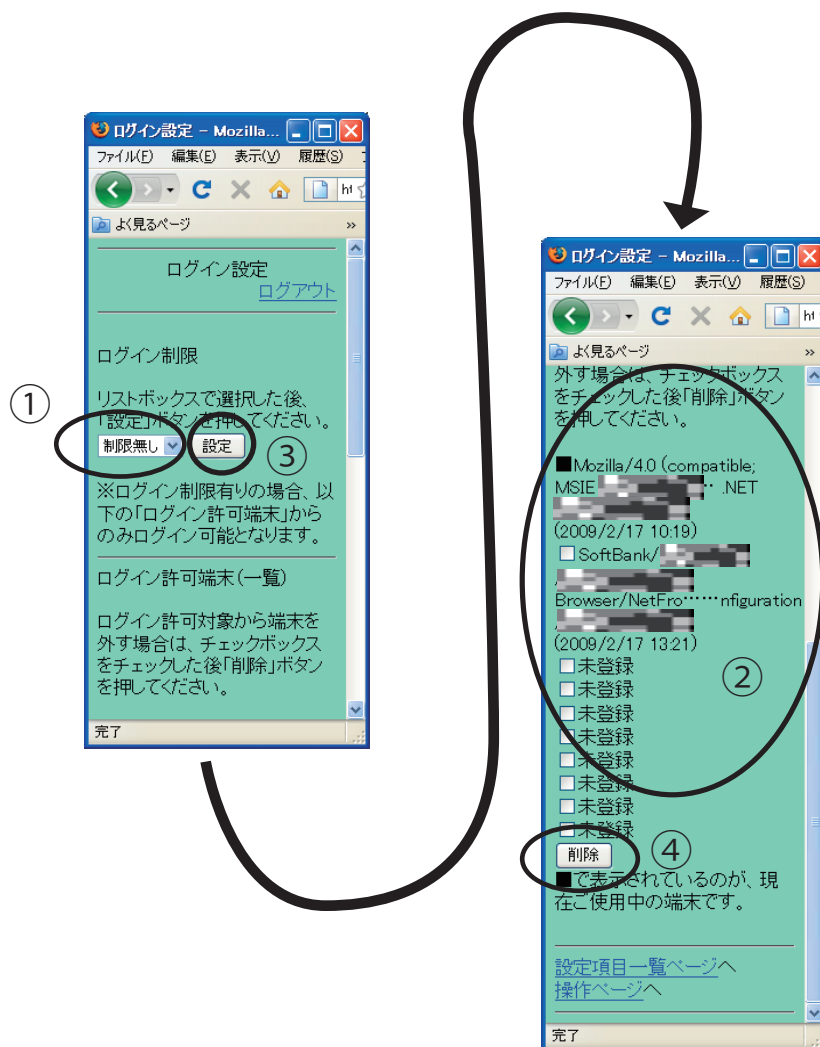 ログイン設定 - Mozilla...
ファイル(F) 編集(E) 表示(V) 履歴(S)
ht
よく見るページ »
ログイン設定
ログアウト
ログイン制限
リストボックスで選択した後、
「設定」ボタンを押してください。
①
制限無し 設定
③
※ログイン制限有りの場合、以
下の「ログイン許可端末」から
のみログイン可能となります。
ログイン許可端末(一覧)
ログイン許可対象から端末を
外す場合は、チェックボックス
をチェックした後「削除」ボタン
を押してください。
完了
ログイン設定 - Mozilla...
ファイル(F) 編集(E) 表示(V) 履歴(S)
ht
よく見るページ »
外す場合は、チェックボックス
をチェックした後「削除」ボタン
を押してください。
■Mozilla/4.0 (compatible;
MSIE ‥ .NET
(2009/2/17 10:19)
SoftBank/
/
Browser/NetFro……nfiguration
(2009/2/17 13:21)
未登録
②
未登録
未登録
未登録
未登録
未登録
未登録
未登録
削除
④
■で表示されているのが、現
在ご使用中の端末です。
設定項目一覧ページへ
操作ページへ
完了